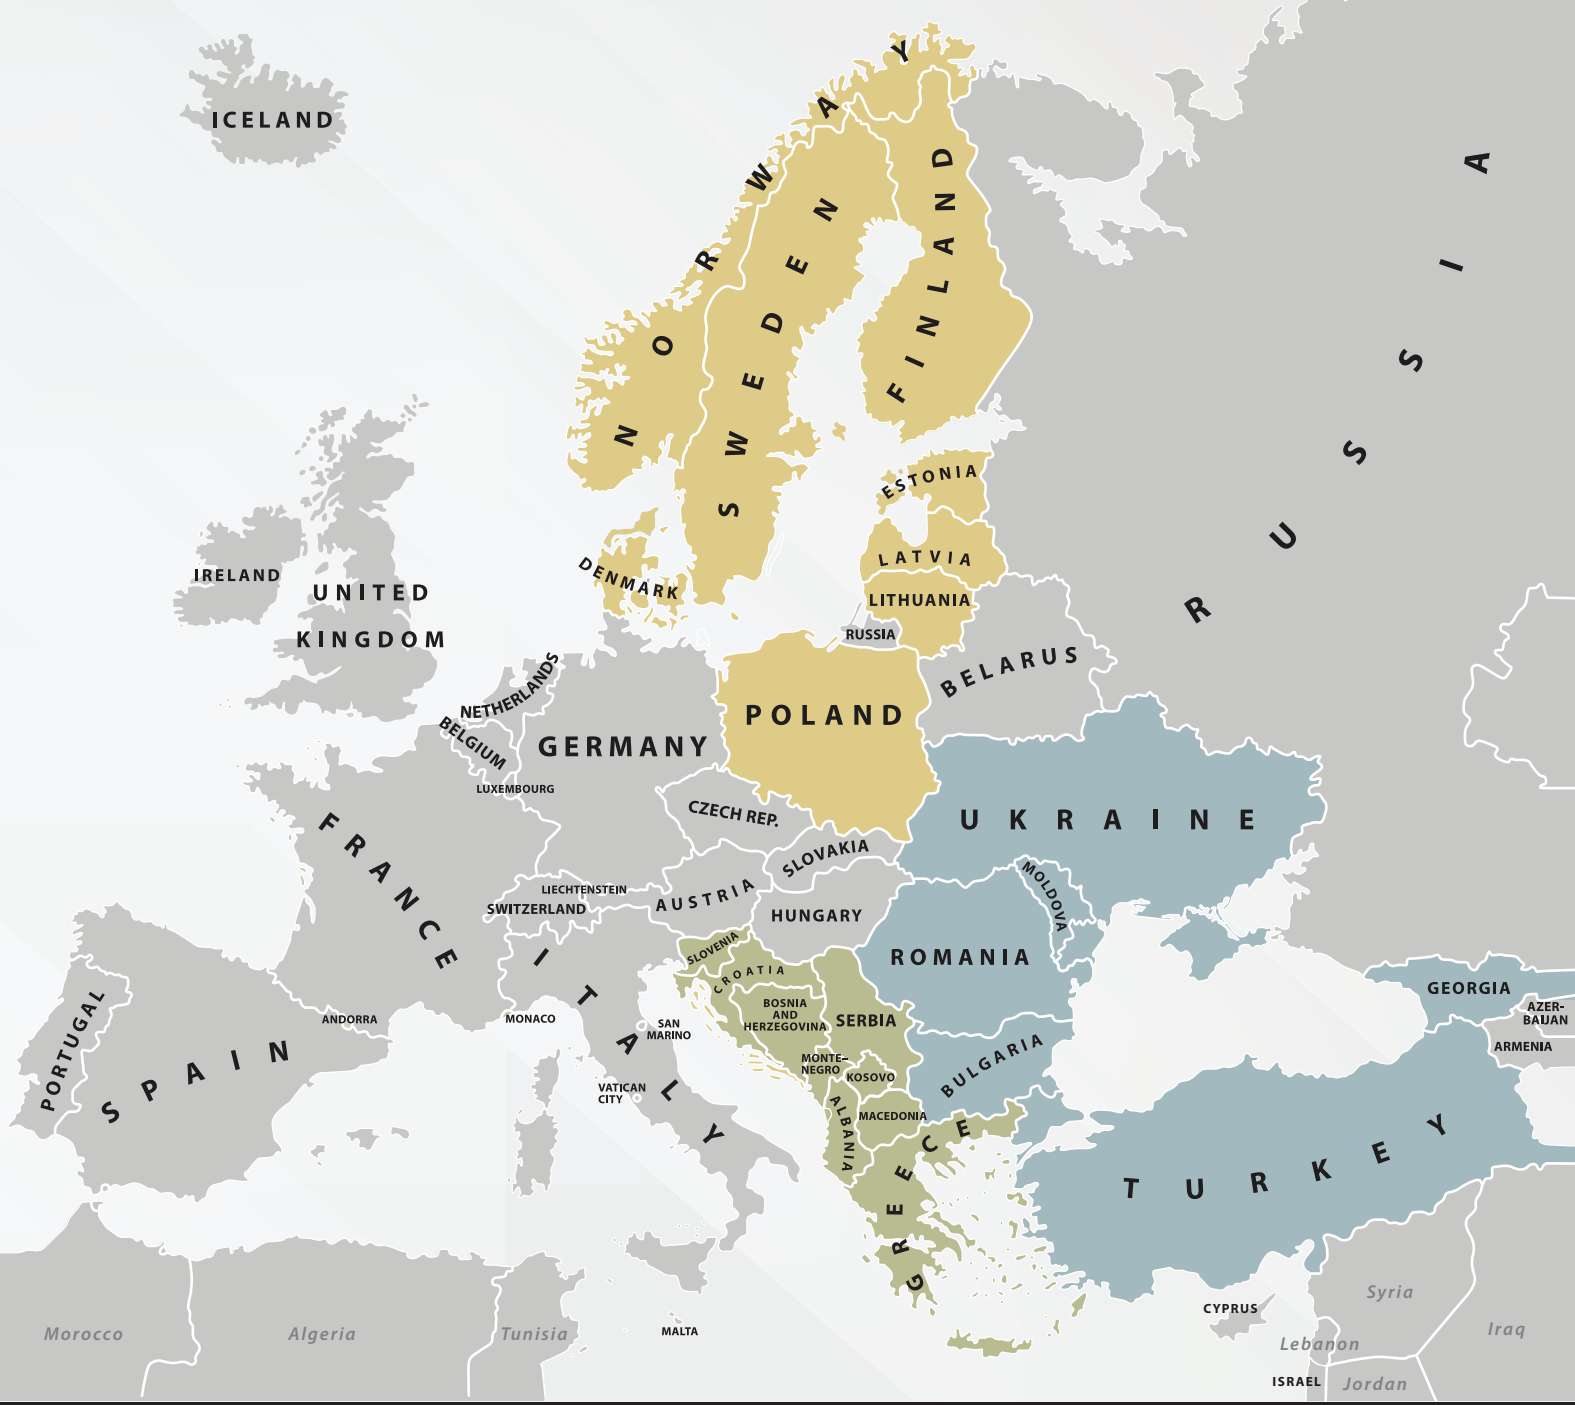 NORWAY
ICELAND
SWEDEN
FINLAND
RUSSIA
ESTONIA
LATVIA
LITHUANIA
RUSSIA
DENMARK
IRELAND
UNITED
KINGDOM
BELARUS
NETHERLANDS
BELGIUM
LUXEMBOURG
GERMANY
POLAND
CZECH REP.
SLOVAKIA
UKRAINE
MOLDOVA
FRANCE
LIECHTENSTEIN
SWITZERLAND
AUSTRIA
HUNGARY
ROMANIA
SLOVENIA
CROATIA
BOSNIA
AND
HERZEGOVINA
SERBIA
MONTE–
NEGRO
KOSOVO
BULGARIA
MACEDONIA
ALBANIA
GREECE
ITALY
SAN
MARINO
VATICAN
CITY
MONACO
ANDORRA
PORTUGAL
SPAIN
GEORGIA
AZER-
BAIJAN
ARMENIA
TURKEY
CYPRUS
MALTA
Morocco
Algeria
Tunisia
Syria
Iraq
Lebanon
ISRAEL
Jordan